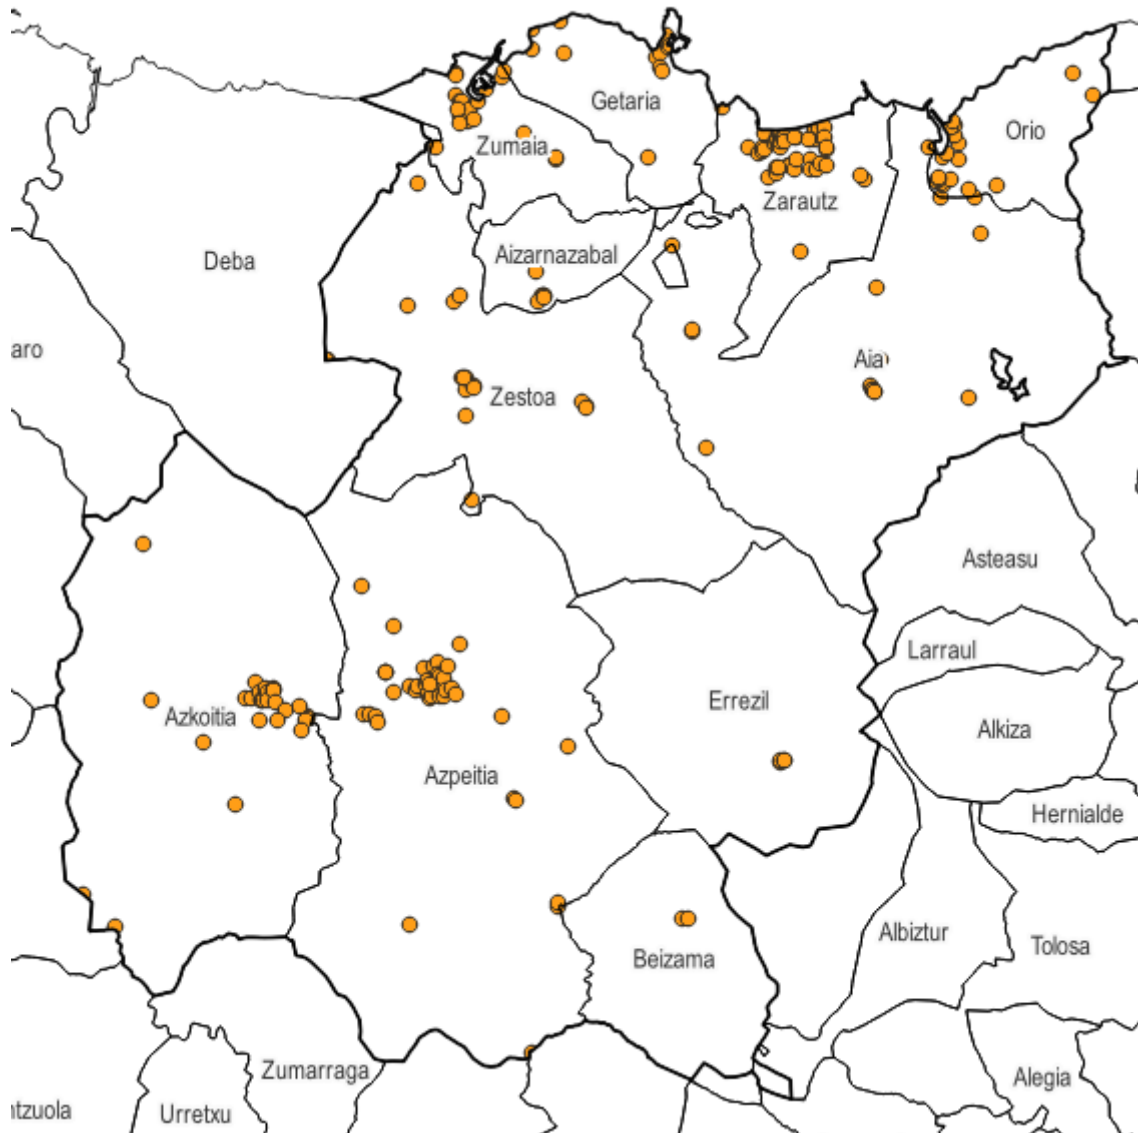 Getaria
Orio
Zumaia
Zarautz
Aizarnazabal
Deba
aro
Aia
Zestoa
Asteasu
Larraul
Errezil
Azkoitia
Alkiza
Azpeitia
Hernialde
Albiztur
Tolosa
Beizama
Zumarraga
Alegia
ntzuola
Urretxu